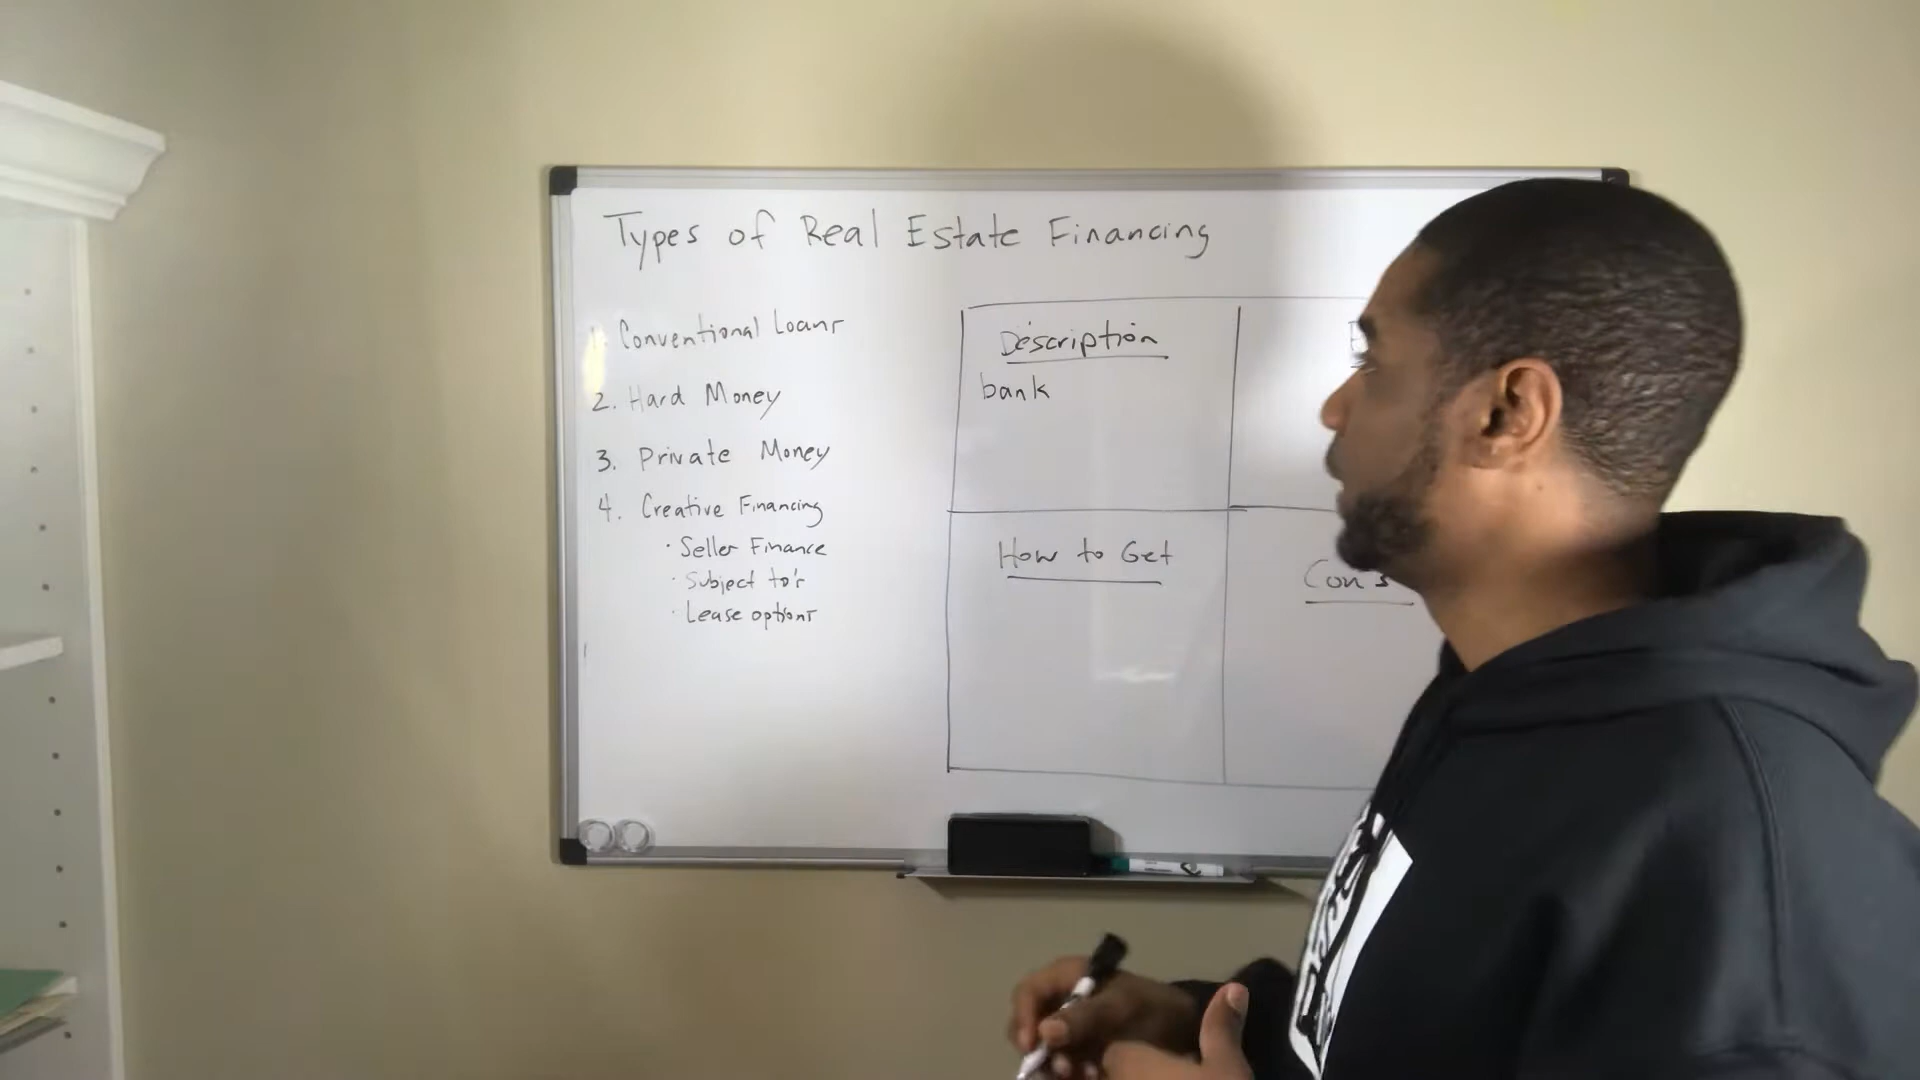 Types of Real Estate Financing
1. Conventional Loans
2. Hard Money
3. Private Money
4. Creative Financing
· Seller Finance
· Subject to's
· Lease options
Description
bank
How to Get
Con's